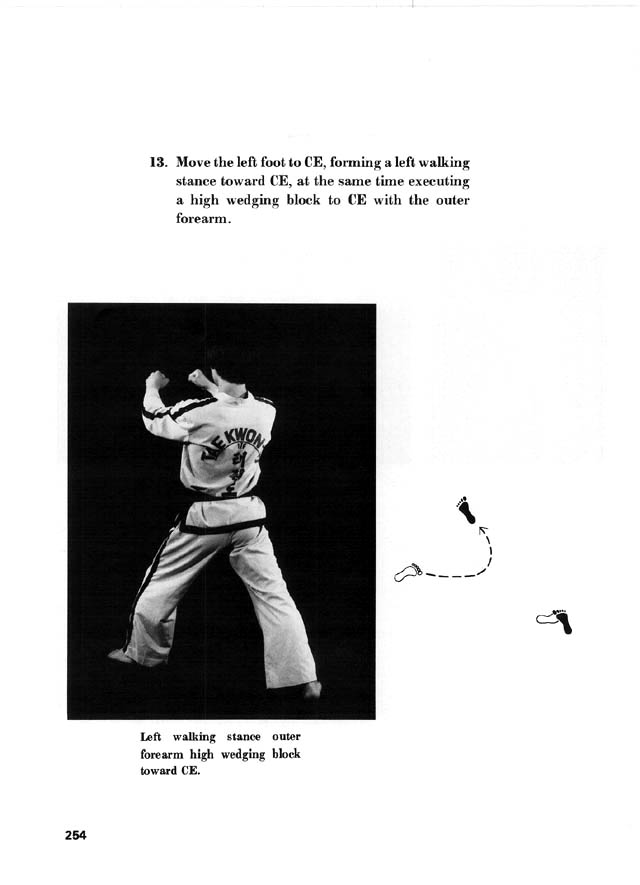 13. Move the left foot to CE, forming a left walking
stance toward CE, at the same time executing
a high wedging block to CE with the outer
forearm.
TAE KWON
Left walking stance outer
forearm high wedging block
toward CE.
254